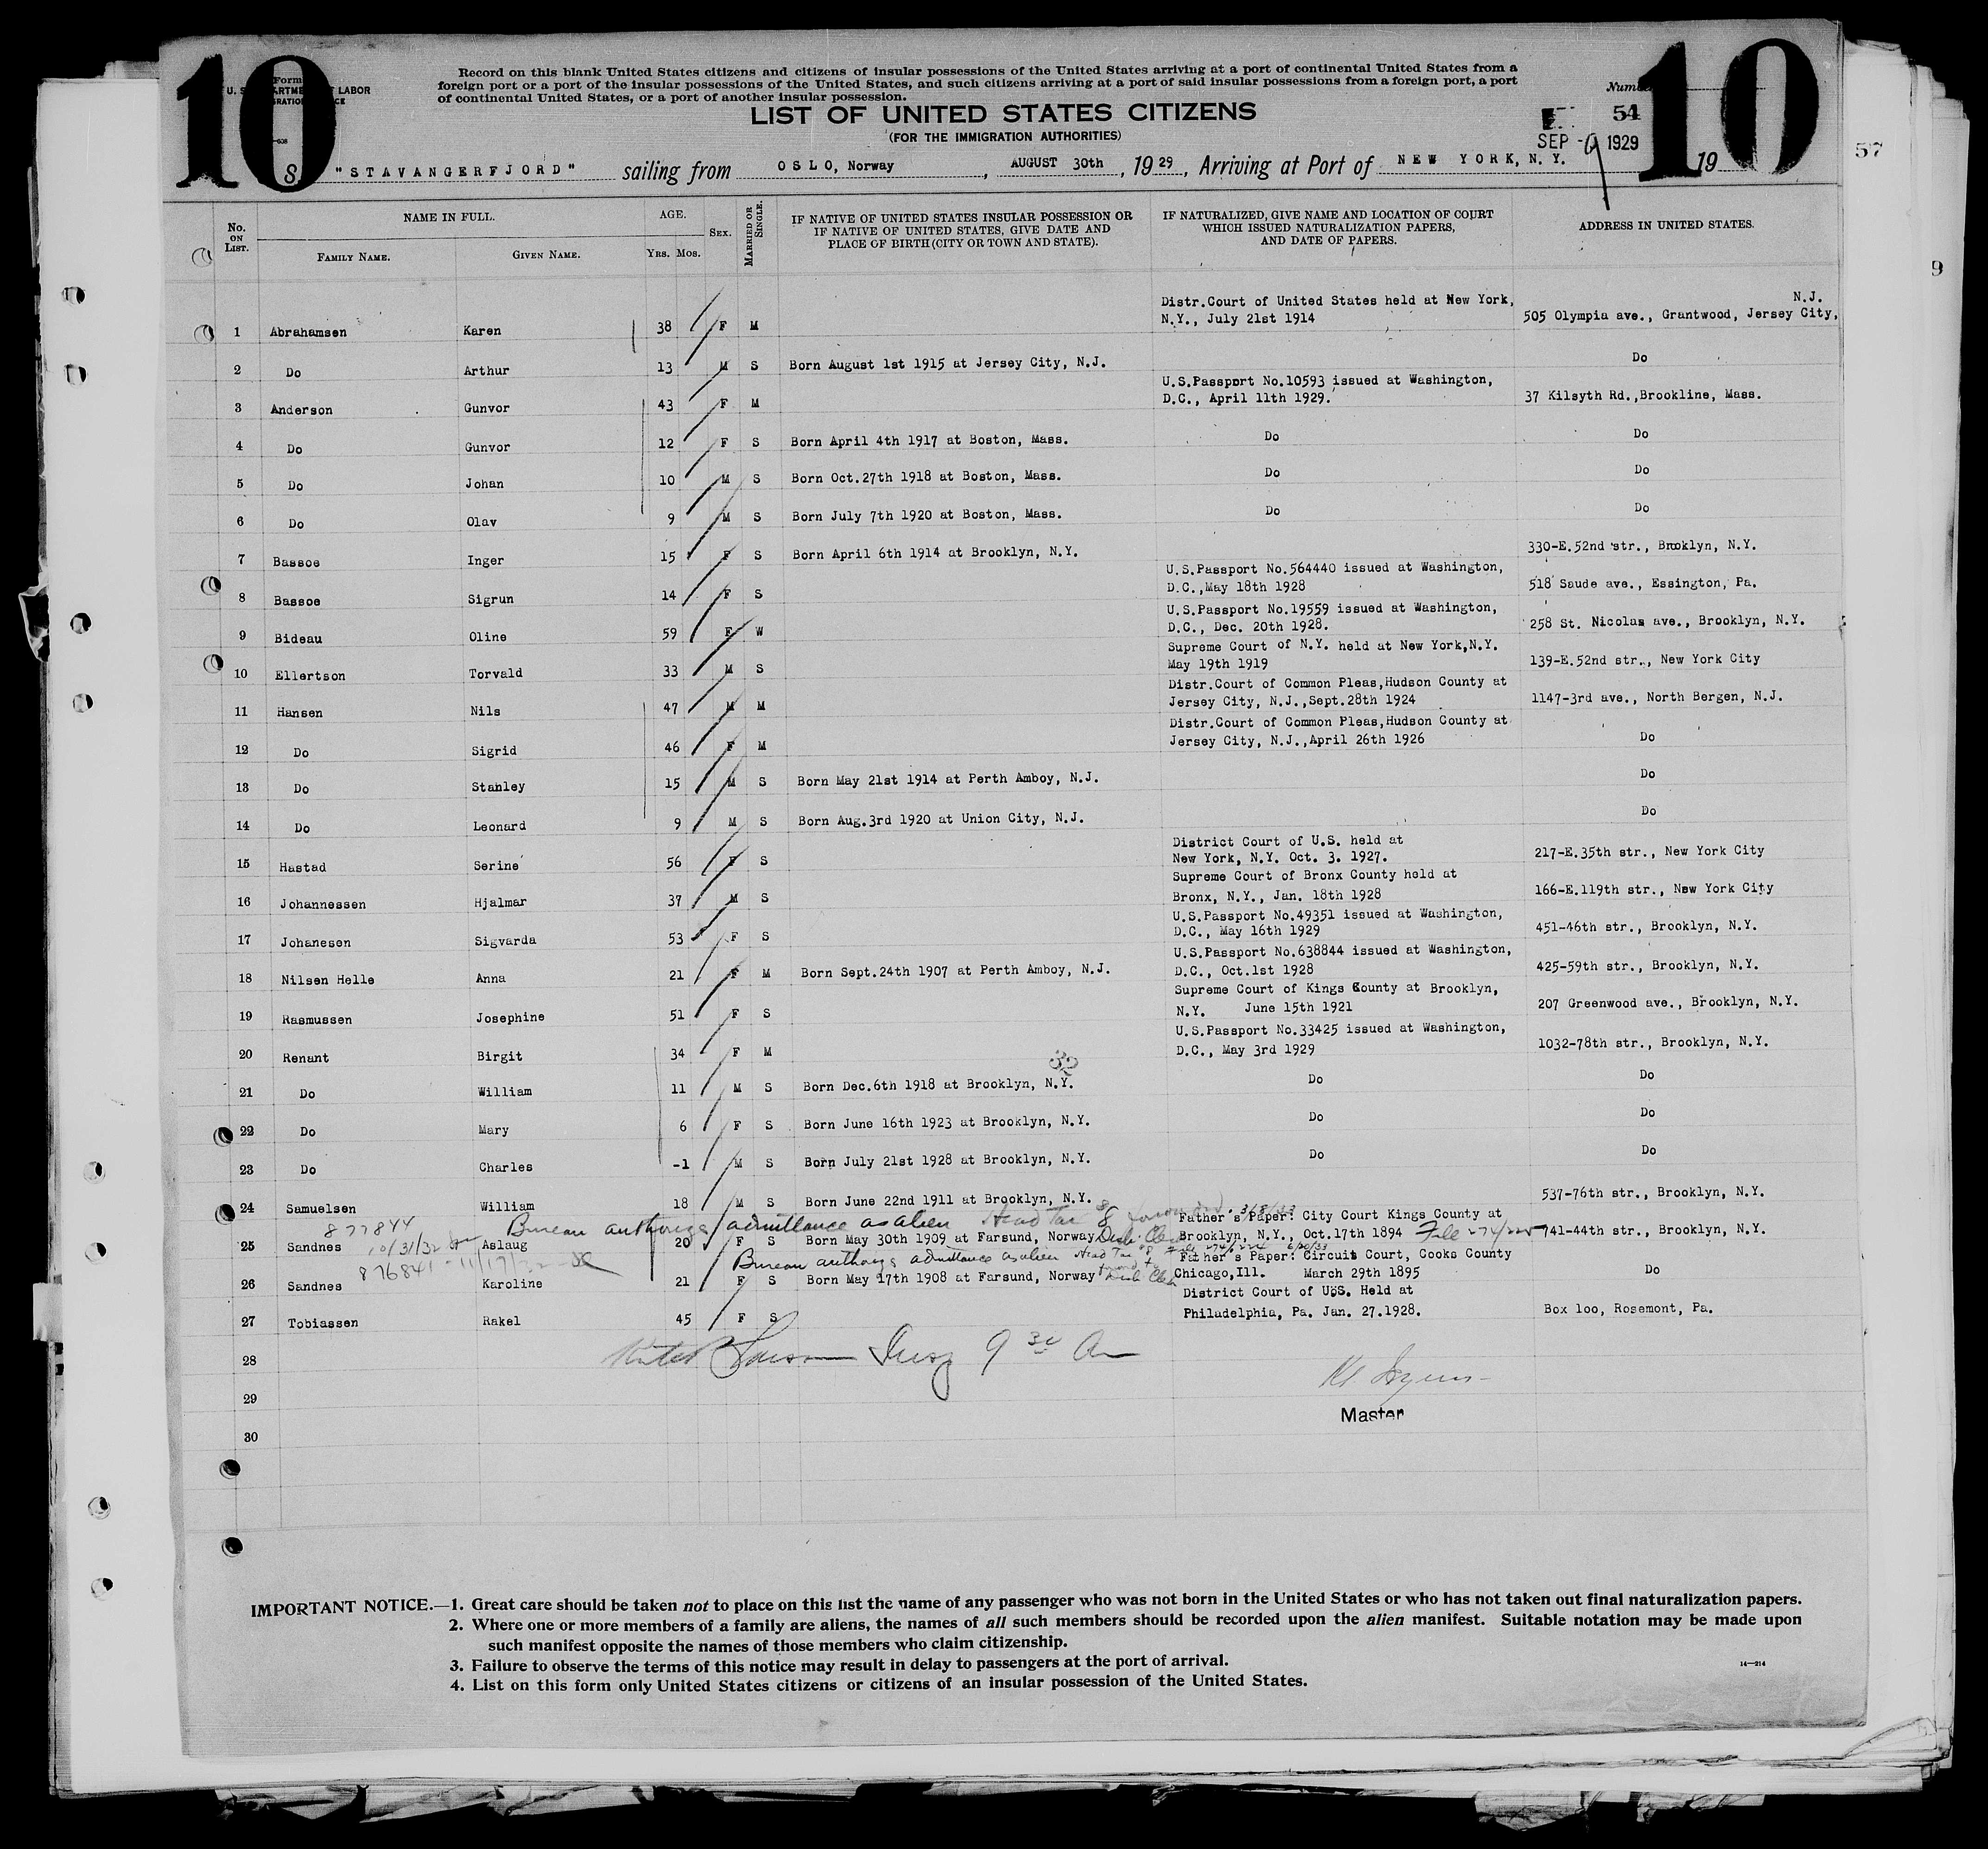 10
10
Form
U. S. DEPARTMENT OF LABOR
IMMIGRATION SERVICE
Record on this blank United States citizens and citizens of insular possessions of the United States arriving at a port of continental United States from a
foreign port or a port of the insular possessions of the United States, and such citizens arriving at a port of said insular possessions from a foreign port, a port
of continental United States, or a port of another insular possession.
LIST OF UNITED STATES CITIZENS
(FOR THE IMMIGRATION AUTHORITIES)
54
SEP -9 1929
57
9
S "STAVANGERFJORD" sailing from OSLO, Norway, AUGUST 30th, 1929, Arriving at Port of NEW YORK, N.Y. 19
No. ON LIST. NAME IN FULL. AGE. SEX. MARRIED OR SINGLE. IF NATIVE OF UNITED STATES INSULAR POSSESSION OR IF NATIVE OF UNITED STATES, GIVE DATE AND PLACE OF BIRTH (CITY OR TOWN AND STATE). IF NATURALIZED, GIVE NAME AND LOCATION OF COURT WHICH ISSUED NATURALIZATION PAPERS, AND DATE OF PAPERS. ADDRESS IN UNITED STATES.
FAMILY NAME. GIVEN NAME. YRS. MOS.
Distr.Court of United States held at New York, N.J.
1 Abrahamsen Karen 38 F M N.Y., July 21st 1914 505 Olympia ave., Grantwood, Jersey City,
2 Do Arthur 13 M S Born August 1st 1915 at Jersey City, N.J. Do
U.S.Passport No.10593 issued at Washington,
3 Anderson Gunvor 43 F M D.C., April 11th 1929. 37 Kilsyth Rd.,Brookline, Mass.
4 Do Gunvor 12 F S Born April 4th 1917 at Boston, Mass. Do Do
5 Do Johan 10 M S Born Oct.27th 1918 at Boston, Mass. Do Do
6 Do Olav 9 M S Born July 7th 1920 at Boston, Mass. Do Do
7 Bassoe Inger 15 F S Born April 6th 1914 at Brooklyn, N.Y. 330-E.52nd str., Brooklyn, N.Y.
U.S.Passport No.564440 issued at Washington,
8 Bassoe Sigrun 14 F S D.C.,May 18th 1928 518 Saude ave., Essington, Pa.
U.S.Passport No.19559 issued at Washington,
9 Bideau Oline 59 F W D.C., Dec. 20th 1928. 258 St. Nicolas ave., Brooklyn, N.Y.
Supreme Court of N.Y. held at New York,N.Y.
10 Ellertson Torvald 33 M S May 19th 1919 139-E.52nd str., New York City
Distr.Court of Common Pleas,Hudson County at
11 Hansen Nils 47 M M Jersey City, N.J.,Sept.28th 1924 1147-3rd ave., North Bergen, N.J.
Distr.Court of Common Pleas,Hudson County at
12 Do Sigrid 46 F M Jersey City, N.J.,April 26th 1926 Do
13 Do Stanley 15 M S Born May 21st 1914 at Perth Amboy, N.J. Do
14 Do Leonard 9 M S Born Aug.3rd 1920 at Union City, N.J. Do
District Court of U.S. held at
15 Hastad Serine 56 F S New York, N.Y. Oct. 3. 1927. 217-E.35th str., New York City
Supreme Court of Bronx County held at
16 Johannessen Hjalmar 37 M S Bronx, N.Y., Jan. 18th 1928 166-E.119th str., New York City
U.S.Passport No.49351 issued at Washington,
17 Johanesen Sigvarda 53 F S D.C., May 16th 1929 451-46th str., Brooklyn, N.Y.
U.S.Passport No.638844 issued at Washington,
18 Nilsen Helle Anna 21 F M Born Sept.24th 1907 at Perth Amboy, N.J. D.C., Oct.1st 1928 425-59th str., Brooklyn, N.Y.
Supreme Court of Kings County at Brooklyn,
19 Rasmussen Josephine 51 F S N.Y. June 15th 1921 207 Greenwood ave., Brooklyn, N.Y.
U.S.Passport No.33425 issued at Washington,
20 Renant Birgit 34 F M D.C., May 3rd 1929 1032-78th str., Brooklyn, N.Y.
32
21 Do William 11 M S Born Dec.6th 1918 at Brooklyn, N.Y. Do Do
22 Do Mary 6 F S Born June 16th 1923 at Brooklyn, N.Y. Do Do
23 Do Charles -1 M S Born July 21st 1928 at Brooklyn, N.Y. Do Do
24 Samuelsen William 18 M S Born June 22nd 1911 at Brooklyn, N.Y. 537-76th str., Brooklyn, N.Y.
877844 Bureau authorizes admittance as alien Head Tax 8 3/8/33 Father's Paper: City Court Kings County at
25 Sandnes Aslaug 20 F S Born May 30th 1909 at Farsund, Norway Brooklyn, N.Y., Oct.17th 1894 File 741-44th str., Brooklyn, N.Y.
10/31/32
876841 - 11/17/32 Bureau authorizes admittance as alien Head Tax 8 Father's Paper: Circuit Court, Cooks County
26 Sandnes Karoline 21 F S Born May 17th 1908 at Farsund, Norway Chicago,Ill. March 29th 1895 Do
District Court of U.S. Held at
27 Tobiassen Rakel 45 F S Philadelphia, Pa. Jan. 27.1928. Box 100, Rosemont, Pa.
28 9 30 Am
29
Master
30
IMPORTANT NOTICE.—1. Great care should be taken not to place on this list the name of any passenger who was not born in the United States or who has not taken out final naturalization papers.
2. Where one or more members of a family are aliens, the names of all such members should be recorded upon the alien manifest. Suitable notation may be made upon
such manifest opposite the names of those members who claim citizenship.
3. Failure to observe the terms of this notice may result in delay to passengers at the port of arrival.
14—214
4. List on this form only United States citizens or citizens of an insular possession of the United States.